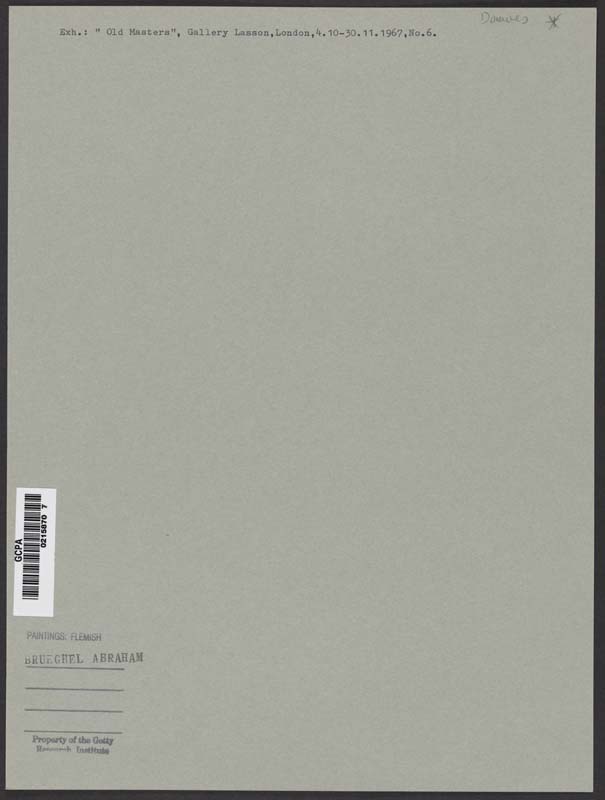 Exh.: " Old Masters", Gallery Lasson,London,4.10-30.11.1967,No.6.
GCPA
0215870 7
PAINTINGS: FLEMISH
BRUEGHEL ABRAHAM
Property of the Getty
Research Institute